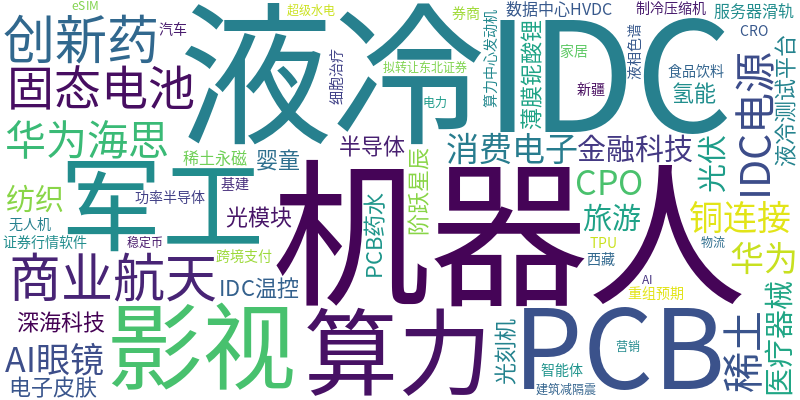 eSIM
超级水电
券商
数据中心HVDC
制冷压缩机
服务器滑轨
创新药
汽车
液冷IDC
算力中心发动机
薄膜铌酸锂
液相色谱
家居
CRO
固态电池
细胞治疗
拟转让东北证券
食品饮料
新疆
氢能
液冷测试平台
电力
IDC电源
华为海思
稀土永磁
婴童
半导体
消费电子
金融科技
光伏
军工
纺织
功率半导体
基建
阶跃星辰
机器人
CPO
铜连接
无人机
光模块
PCB药水
旅游
证券行情软件
稳定币
跨境支付
TPU
西藏
物流
华为
商业航天
IDC温控
AI
重组预期
深海科技
影视
算力
光刻机
PCB
稀土
医疗器械
AI眼镜
智能体
营销
电子皮肤
建筑减隔震